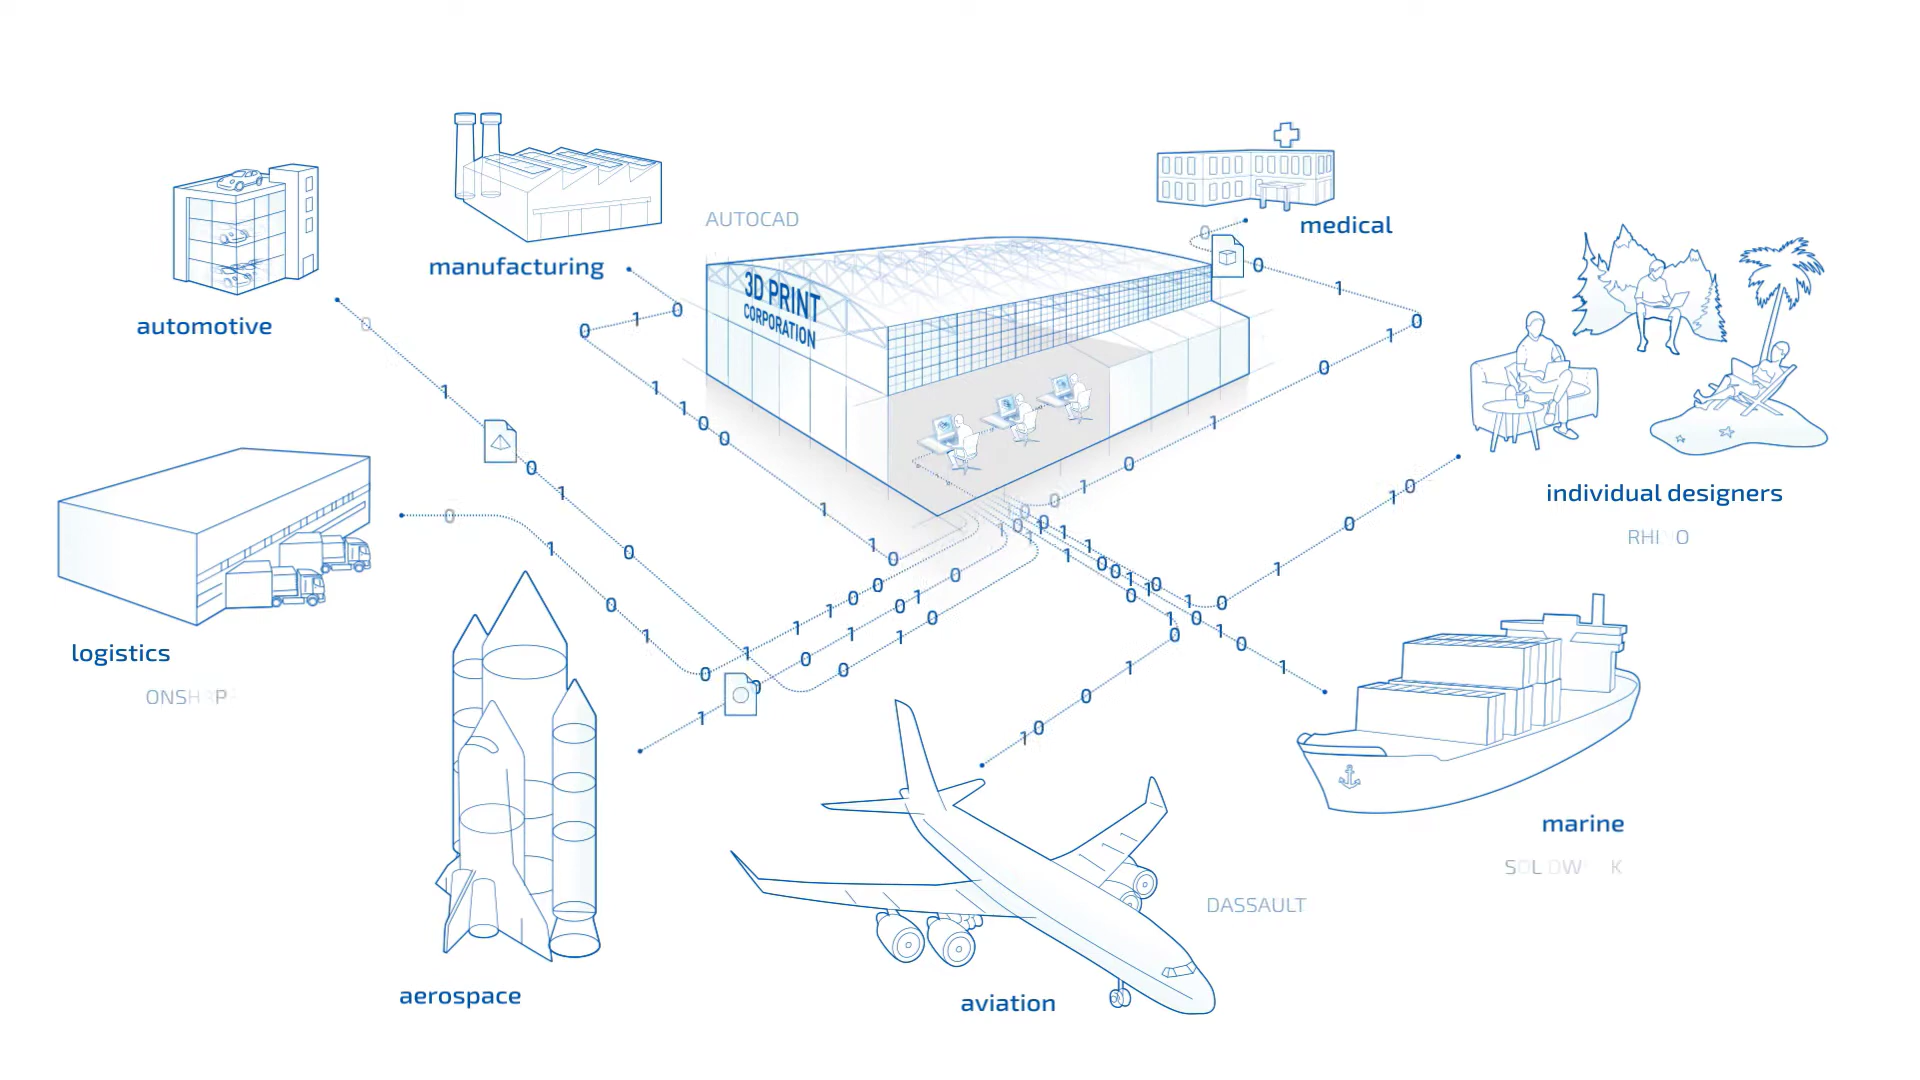 AUTOCAD
medical
manufacturing
3D PRINT
CORPORATION
automotive
individual designers
logistics
marine
DASSAULT
aerospace
aviation